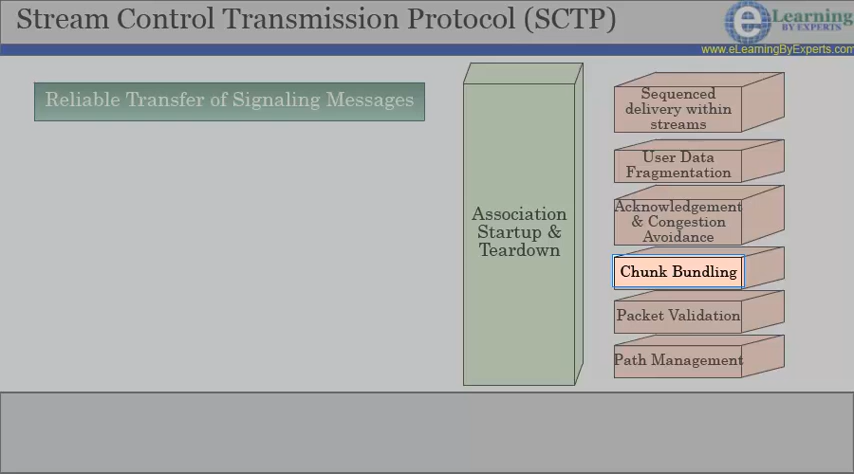 Stream Control Transmission Protocol (SCTP)
eLearning
BY EXPERTS
www.eLearningByExperts.com
Reliable Transfer of Signaling Messages
Association
Startup &
Teardown
Sequenced
delivery within
streams
User Data
Fragmentation
Acknowledgement
& Congestion
Avoidance
Chunk Bundling
Packet Validation
Path Management